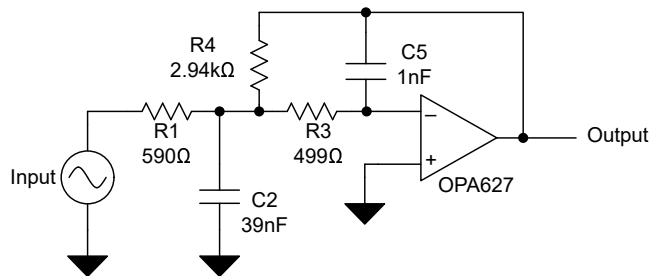 R4
2.94kΩ
C5
1nF
R1
590Ω
R3
499Ω
−
+
OPA627
Output
Input
C2
39nF